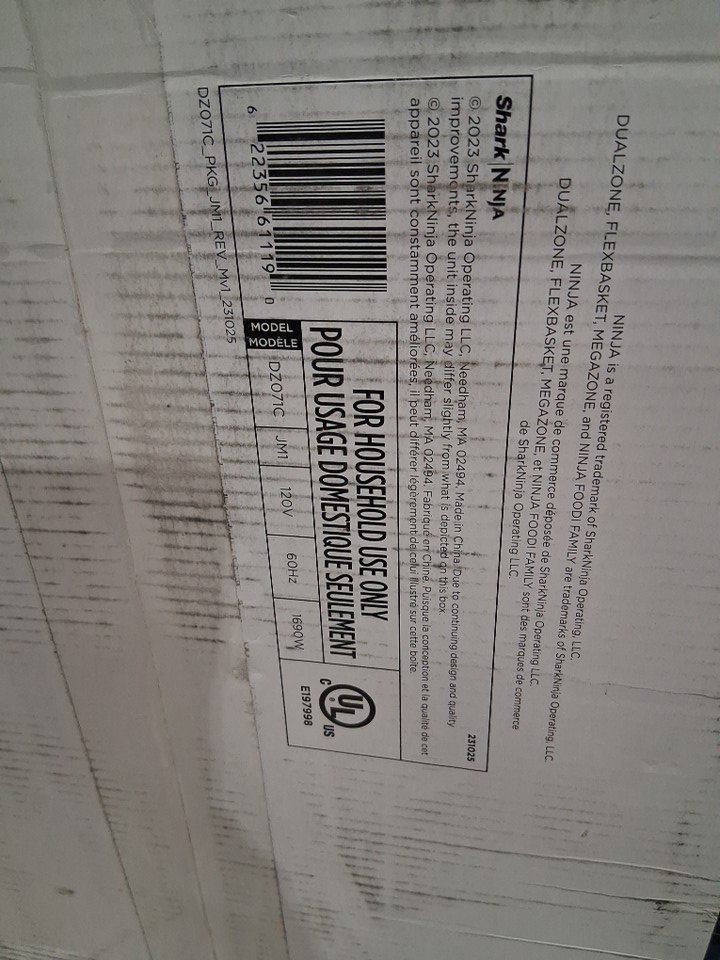 NINJA is a registered trademark of SharkNinja Operating, LLC.
DUALZONE, FLEXBASKET, MEGAZONE, and NINJA FOODI FAMILY are trademarks of SharkNinja Operating, LLC.
NINJA est une marque de commerce déposée de SharkNinja Operating LLC.
DUALZONE, FLEXBASKET, MEGAZONE, et NINJA FOODI FAMILY sont des marques de commerce
de SharkNinja Operating LLC.
Shark|NINJA
231025
© 2023 SharkNinja Operating LLC, Needham, MA 02494. Made in China. Due to continuing design and quality
improvements, the unit inside may differ slightly from what is depicted on this box.
© 2023 SharkNinja Operating LLC, Needham, MA 02494. Fabriqué en Chine. Puisque la conception et la qualité de cet
appareil sont constamment améliorées, il peut différer légèrement de celui illustré sur cette boîte.
6 22356 61119 0
FOR HOUSEHOLD USE ONLY
POUR USAGE DOMESTIQUE SEULEMENT
MODEL
MODÈLE
DZ071C JM1 120V 60Hz 1690W
C UL US
E197998
DZ071C_PKG_JM1_REV_Mv1_231025